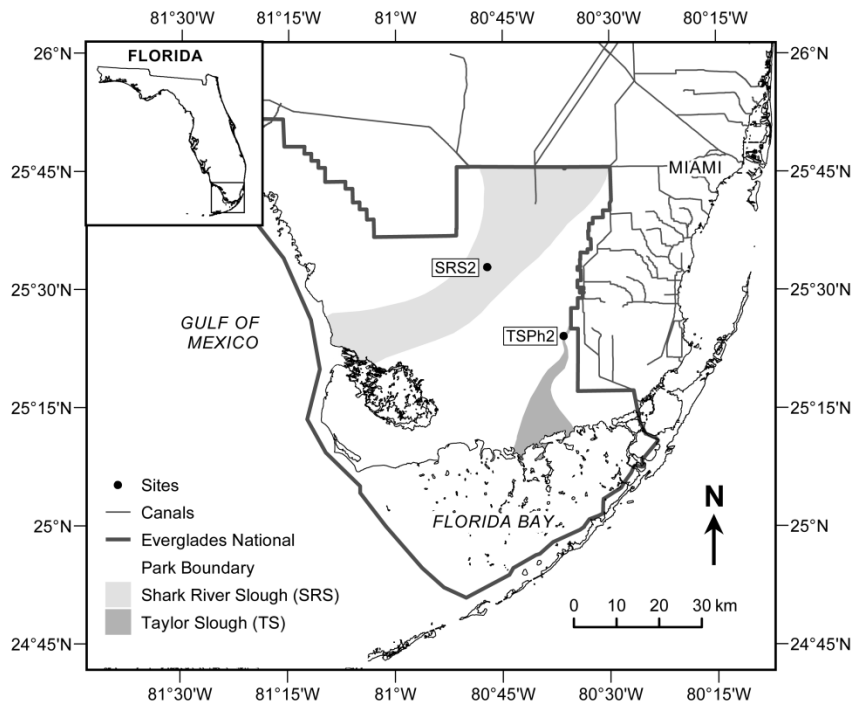 81°30'W 81°15'W 81°W 80°45'W 80°30'W 80°15'W
26°N 26°N
FLORIDA
25°45'N 25°45'N
MIAMI
SRS2
25°30'N 25°30'N
GULF OF
MEXICO
TSPh2
25°15'N 25°15'N
Sites
Canals
Everglades National
Park Boundary
Shark River Slough (SRS)
Taylor Slough (TS)
FLORIDA BAY
N
25°N 25°N
0 10 20 30 km
24°45'N 24°45'N
81°30'W 81°15'W 81°W 80°45'W 80°30'W 80°15'W